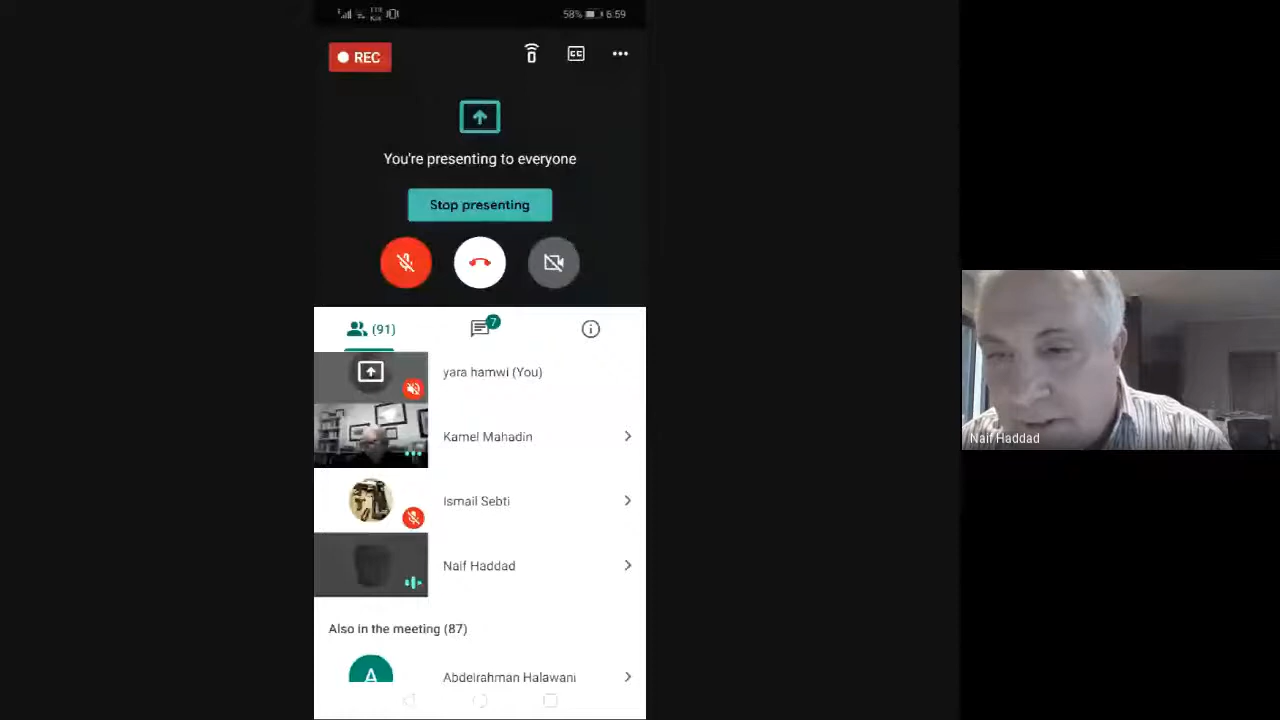 58% 6:59
REC
CC
You're presenting to everyone
Stop presenting
(91)
7
yara hamwi (You)
Kamel Mahadin
Ismail Sebti
Naif Haddad
Also in the meeting (87)
A
Abdelrahman Halawani
Naif Haddad